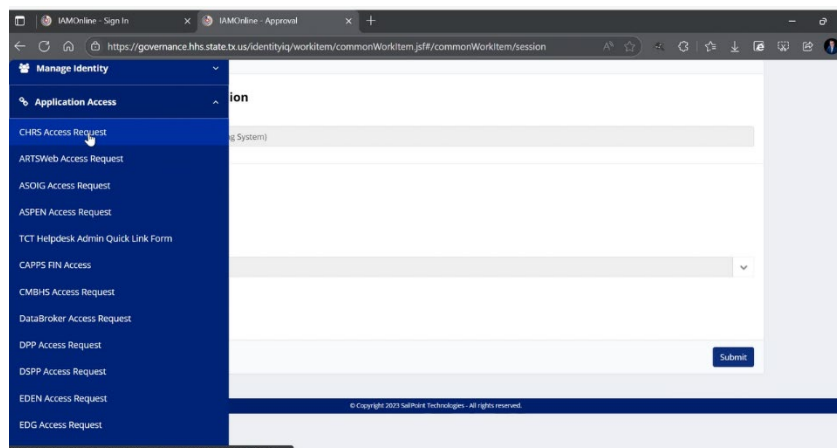 IAMOnline - Sign In
IAMOnline - Approval
https://governance.hhs.state.tx.us/identityiq/workitem/commonWorkItem.jsf#/commonWorkItem/session
Manage Identity
Application Access
ion
CHRS Access Request
g System)
ARTSWeb Access Request
ASOIG Access Request
ASPEN Access Request
TCT Helpdesk Admin Quick Link Form
CAPPS FIN Access
CMBHS Access Request
DataBroker Access Request
DPP Access Request
Submit
DSPP Access Request
EDEN Access Request
© Copyright 2023 SailPoint Technologies - All rights reserved.
EDG Access Request